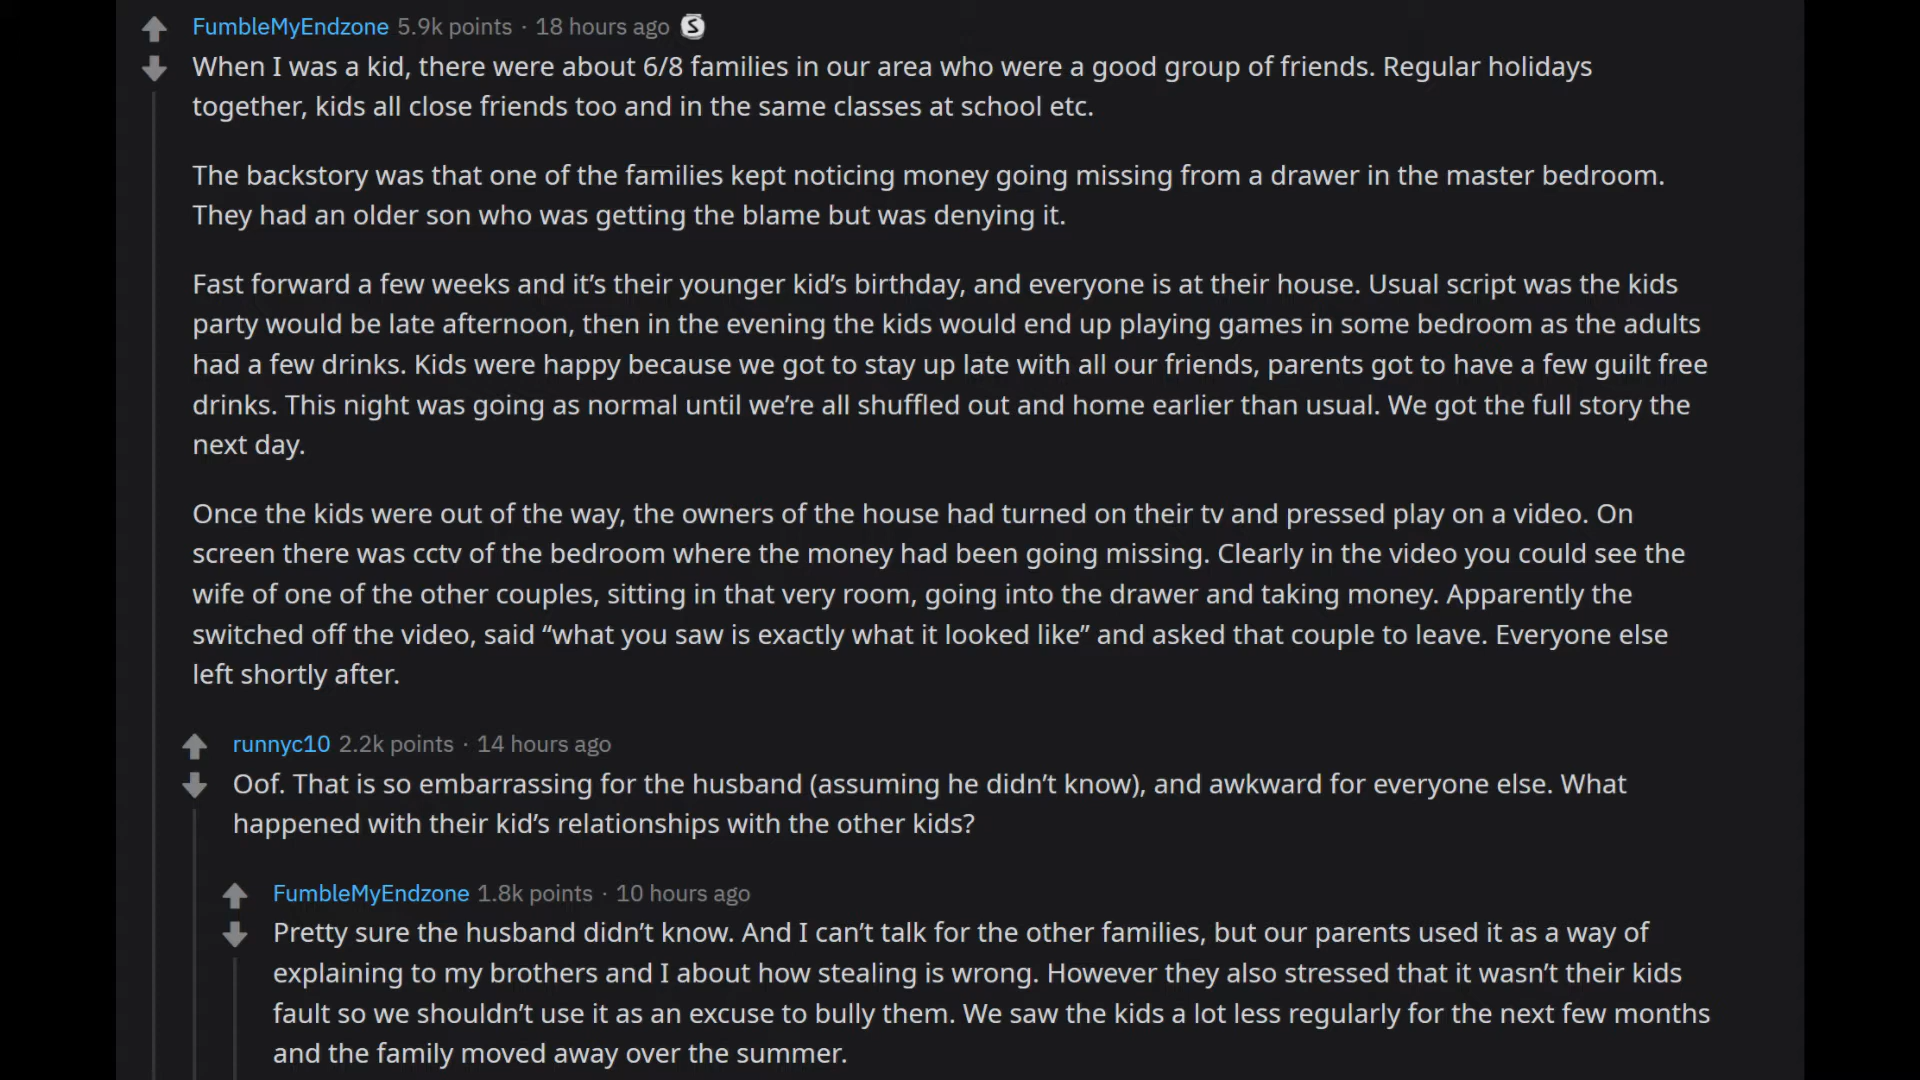 FumbleMyEndzone 5.9k points · 18 hours ago S
When I was a kid, there were about 6/8 families in our area who were a good group of friends. Regular holidays
together, kids all close friends too and in the same classes at school etc.
The backstory was that one of the families kept noticing money going missing from a drawer in the master bedroom.
They had an older son who was getting the blame but was denying it.
Fast forward a few weeks and it’s their younger kid’s birthday, and everyone is at their house. Usual script was the kids
party would be late afternoon, then in the evening the kids would end up playing games in some bedroom as the adults
had a few drinks. Kids were happy because we got to stay up late with all our friends, parents got to have a few guilt free
drinks. This night was going as normal until we’re all shuffled out and home earlier than usual. We got the full story the
next day.
Once the kids were out of the way, the owners of the house had turned on their tv and pressed play on a video. On
screen there was cctv of the bedroom where the money had been going missing. Clearly in the video you could see the
wife of one of the other couples, sitting in that very room, going into the drawer and taking money. Apparently the
switched off the video, said “what you saw is exactly what it looked like” and asked that couple to leave. Everyone else
left shortly after.
runnyc10 2.2k points · 14 hours ago
Oof. That is so embarrassing for the husband (assuming he didn’t know), and awkward for everyone else. What
happened with their kid’s relationships with the other kids?
FumbleMyEndzone 1.8k points · 10 hours ago
Pretty sure the husband didn’t know. And I can’t talk for the other families, but our parents used it as a way of
explaining to my brothers and I about how stealing is wrong. However they also stressed that it wasn’t their kids
fault so we shouldn’t use it as an excuse to bully them. We saw the kids a lot less regularly for the next few months
and the family moved away over the summer.